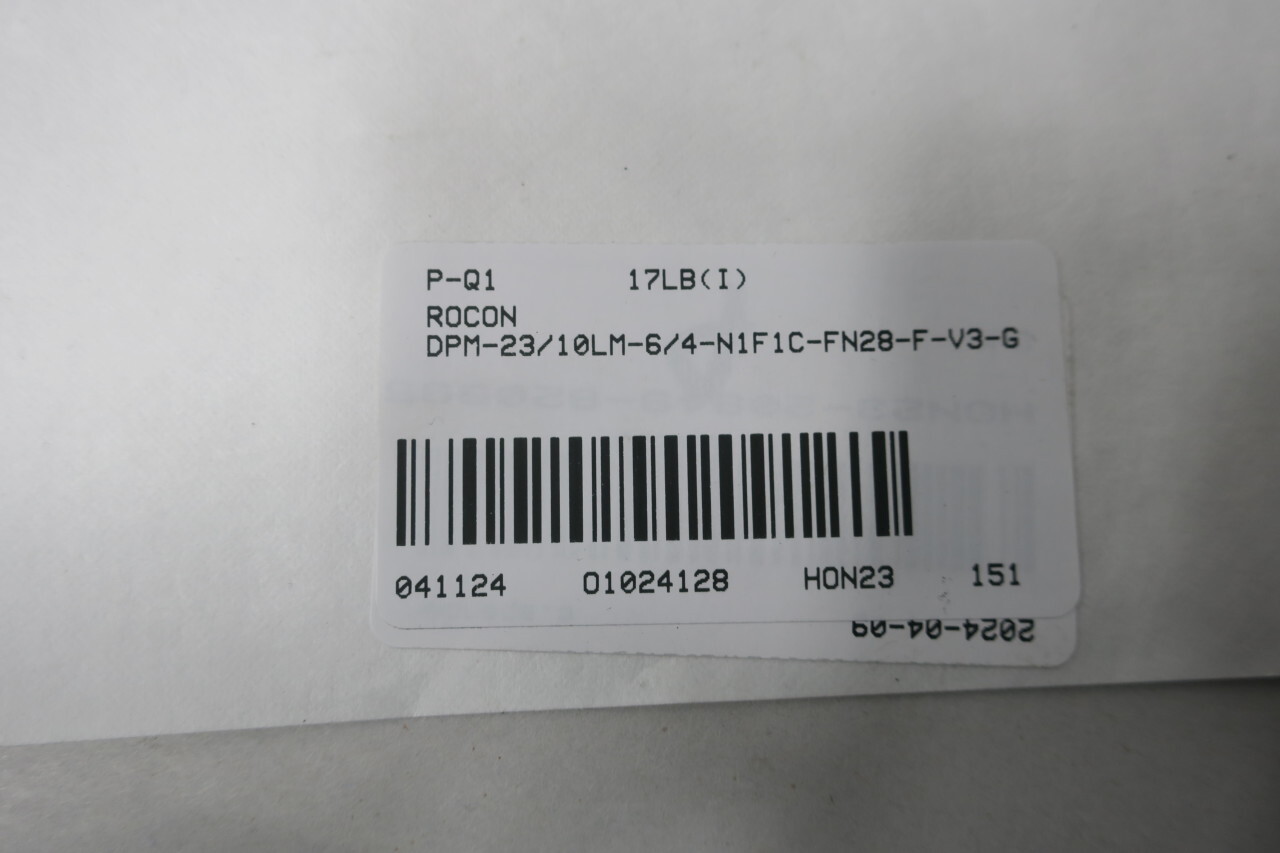 P-Q1 17LB(I)
ROCON
DPM-23/10LM-6/4-N1F1C-FN28-F-V3-G
041124 01024128 HON23 151
2024-04-09